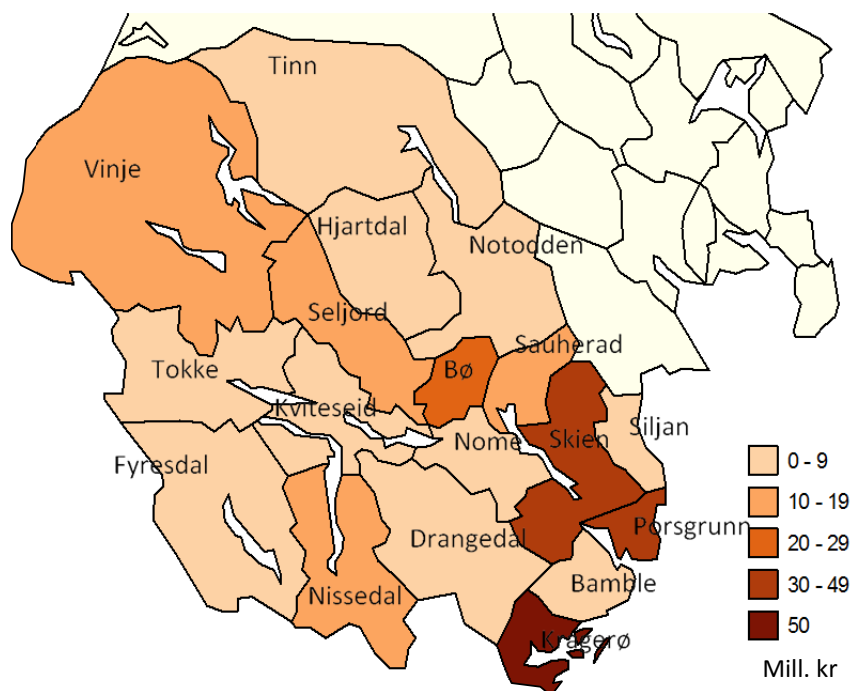 Tinn
Vinje
Hjartdal
Notodden
Seljord
Sauherad
Tokke
Bø
Kviteseid
Siljan
Nome
Skien
Fyresdal
0 - 9
10 - 19
Porsgrunn
Drangedal
20 - 29
Bamble
30 - 49
Nissedal
50
Kragerø
Mill. kr